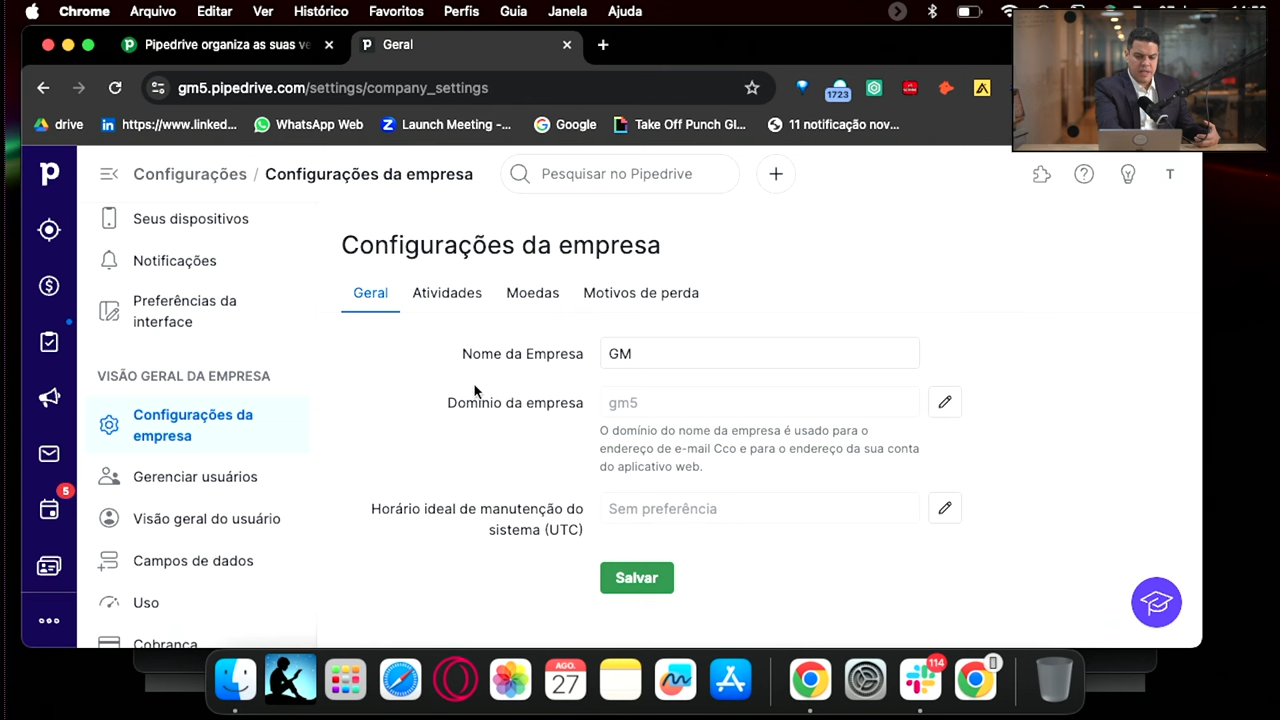 Chrome Arquivo Editar Ver Histórico Favoritos Perfis Guia Janela Ajuda
Pipedrive organiza as suas ve
Geral
gm5.pipedrive.com/settings/company_settings
1723
drive
https://www.linked...
WhatsApp Web
Launch Meeting -...
Google
Take Off Punch Gl...
11 notificação nov...
Configurações / Configurações da empresa
Pesquisar no Pipedrive
T
Seus dispositivos
Notificações
Preferências da
interface
VISÃO GERAL DA EMPRESA
Configurações da
empresa
Gerenciar usuários
Visão geral do usuário
Campos de dados
Uso
Cobrança
5
Configurações da empresa
Geral Atividades Moedas Motivos de perda
Nome da Empresa GM
Domínio da empresa gm5
O domínio do nome da empresa é usado para o
endereço de e-mail Cco e para o endereço da sua conta
do aplicativo web.
Horário ideal de manutenção do
sistema (UTC)
Sem preferência
Salvar
AGO.
27
114